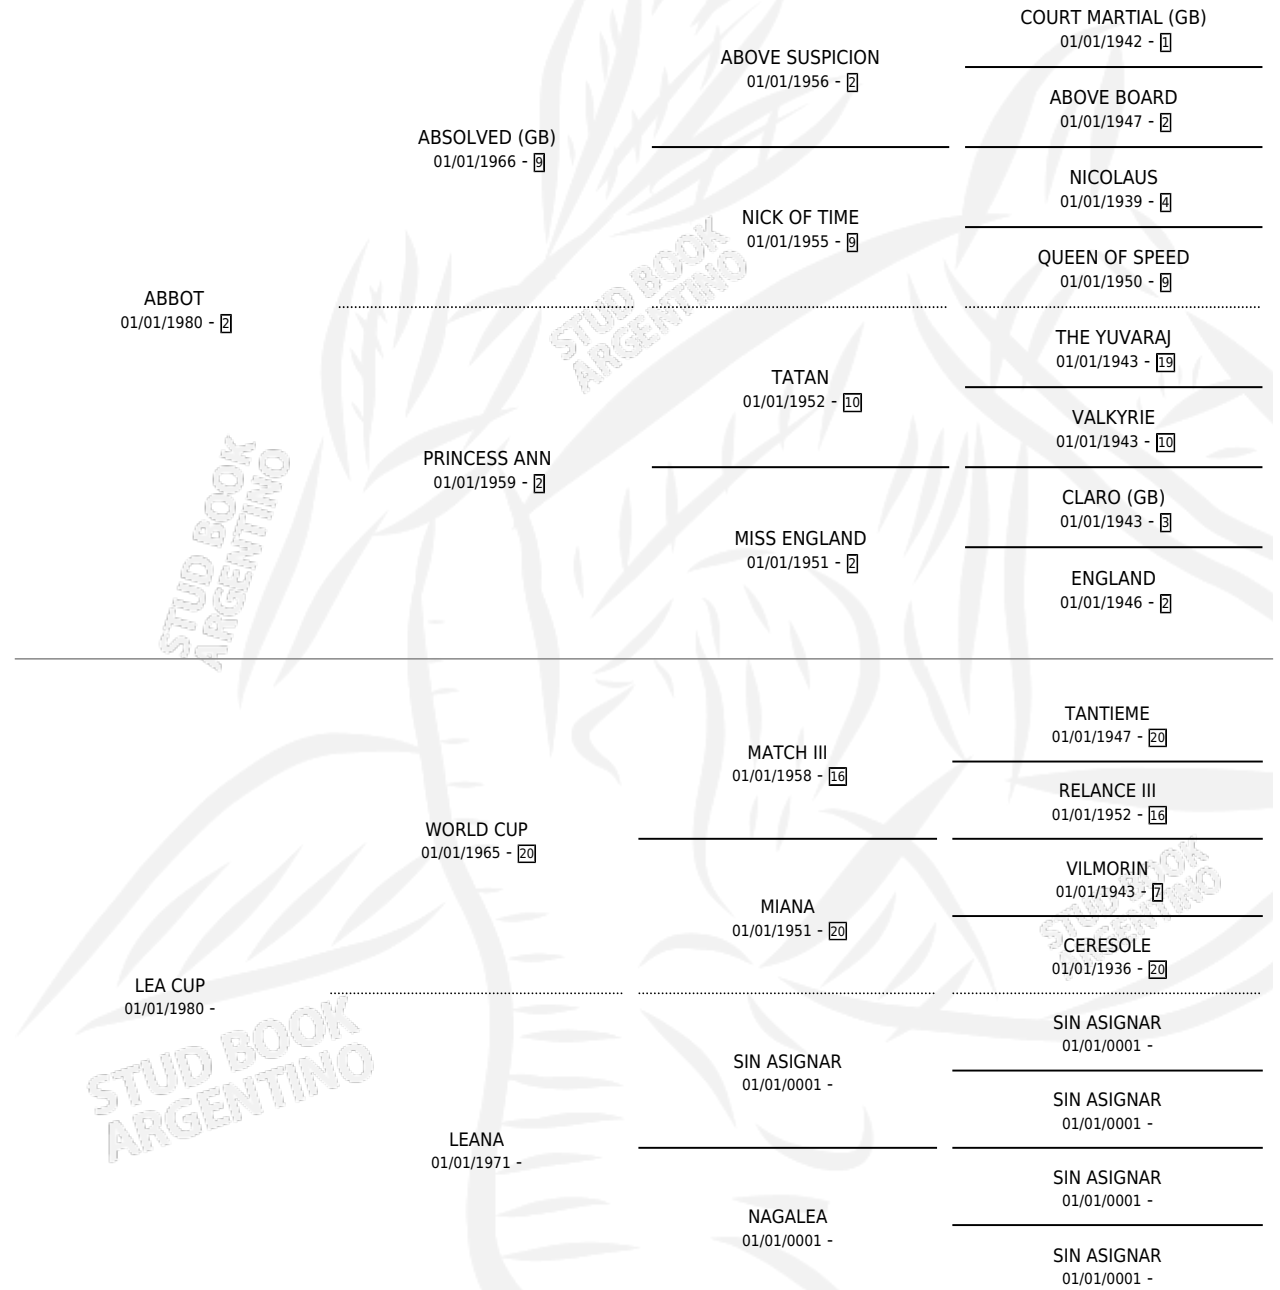 COURT MARTIAL (GB)
01/01/1942 - 1
ABOVE SUSPICION
01/01/1956 - 2
ABOVE BOARD
01/01/1947 - 2
ABSOLVED (GB)
01/01/1966 - 9
NICOLAUS
01/01/1939 - 4
NICK OF TIME
01/01/1955 - 9
QUEEN OF SPEED
01/01/1950 - 9
ABBOT
01/01/1980 - 2
STUD BOOK
ARGENTINO
THE YUVARAJ
01/01/1943 - 19
TATAN
01/01/1952 - 10
VALKYRIE
01/01/1943 - 10
PRINCESS ANN
01/01/1959 - 2
CLARO (GB)
01/01/1943 - 3
MISS ENGLAND
01/01/1951 - 2
ENGLAND
01/01/1946 - 2
STUD BOOK
ARGENTINO
TANTIEME
01/01/1947 - 20
MATCH III
01/01/1958 - 16
RELANCE III
01/01/1952 - 16
WORLD CUP
01/01/1965 - 20
VILMORIN
01/01/1943 - 7
MIANA
01/01/1951 - 20
CERESOLE
01/01/1936 - 20
STUD BOOK
ARGENTINO
LEA CUP
01/01/1980 -
SIN ASIGNAR
01/01/0001 -
SIN ASIGNAR
01/01/0001 -
SIN ASIGNAR
01/01/0001 -
STUD BOOK
ARGENTINO
LEANA
01/01/1971 -
SIN ASIGNAR
01/01/0001 -
NAGALEA
01/01/0001 -
SIN ASIGNAR
01/01/0001 -